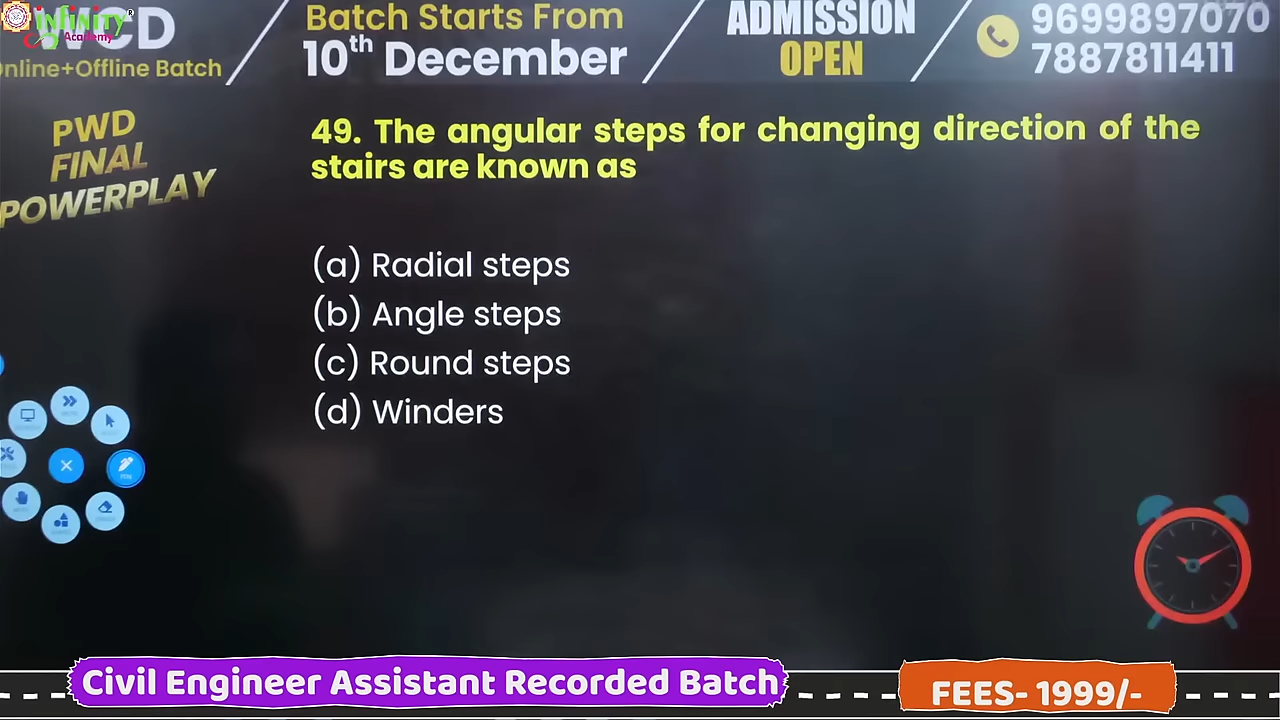 infinity
Academy
WCD
Online+Offline Batch
Batch Starts From
10th December
ADMISSION
OPEN
9699897070
7887811411
PWD
FINAL
POWERPLAY
49. The angular steps for changing direction of the
stairs are known as
(a) Radial steps
(b) Angle steps
(c) Round steps
(d) Winders
PEN
Civil Engineer Assistant Recorded Batch
FEES- 1999/-